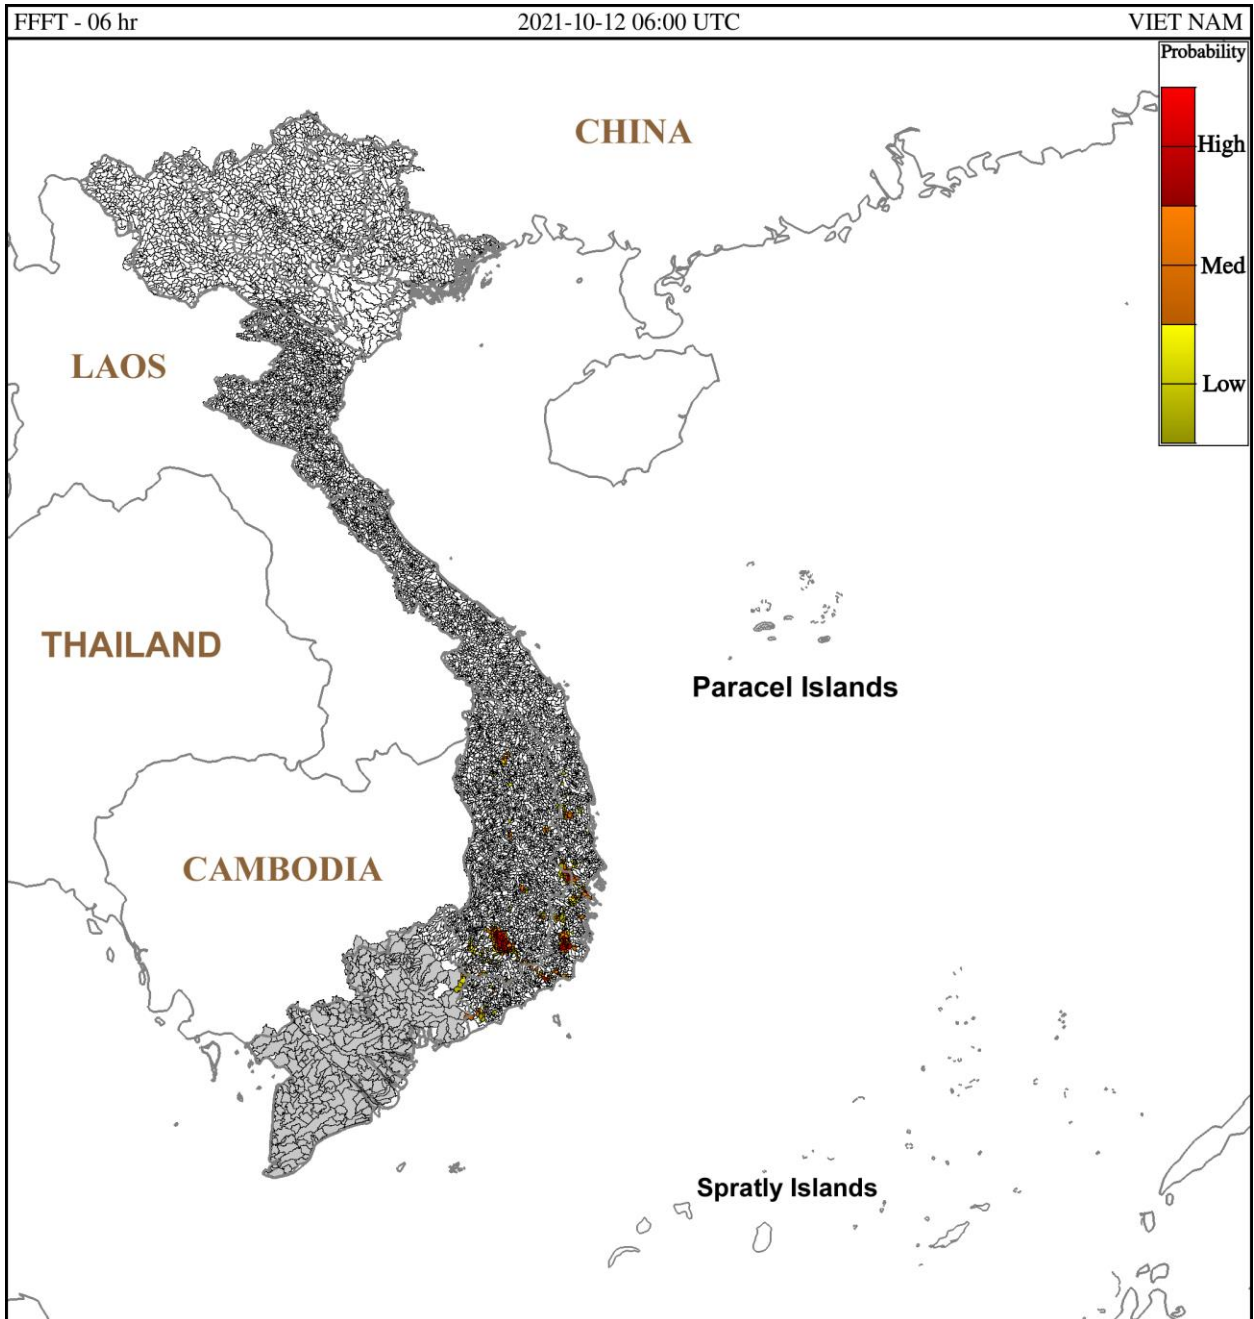 FFFT - 06 hr
2021-10-12 06:00 UTC
VIET NAM
Probability
CHINA
High
Med
LAOS
Low
THAILAND
Paracel Islands
CAMBODIA
Spratly Islands